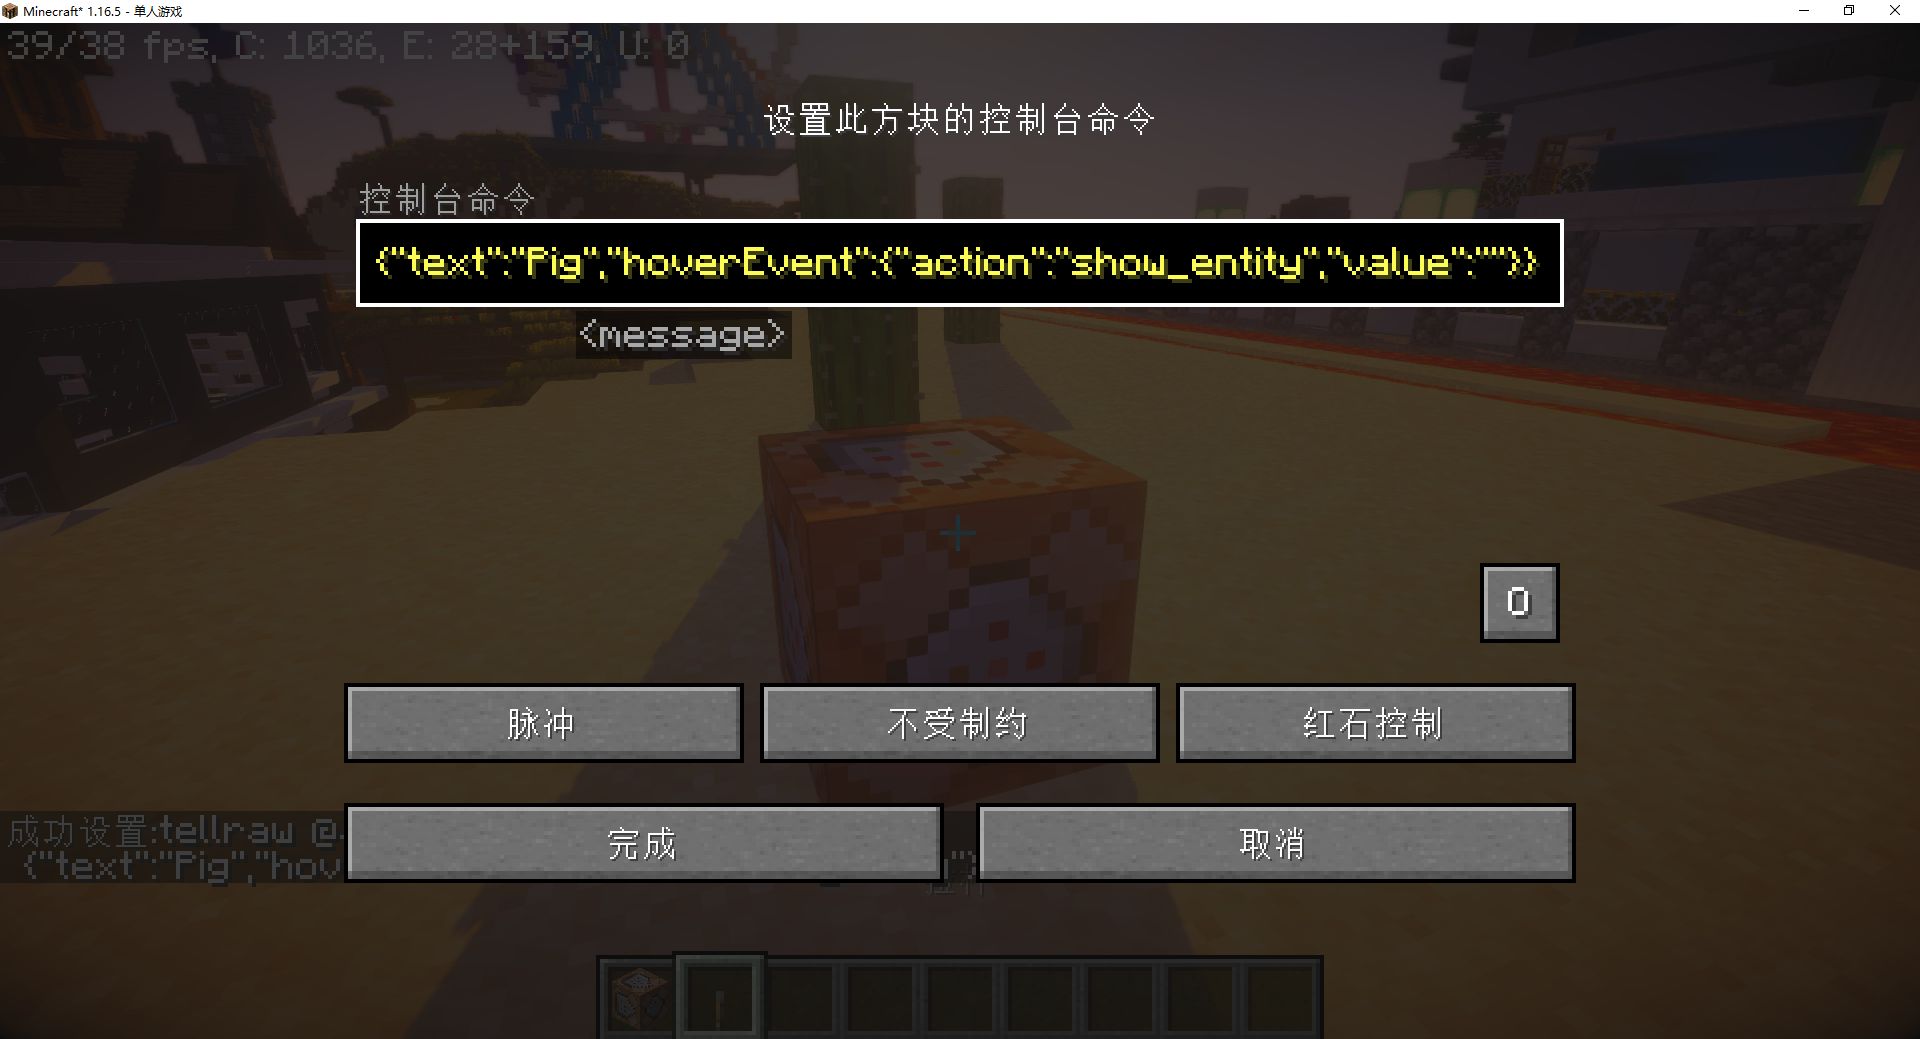 Minecraft* 1.16.5 - 单人游戏
39/38 fps, C: 1036, E: 28+159, U: 0
设置此方块的控制台命令
控制台命令
{"text":"Pig","hoverEvent":{"action":"show_entity","value":""}}
<message>
0
脉冲 不受制约 红石控制
成功设置:tellraw @
{"text":"Pig","hov
完成 取消